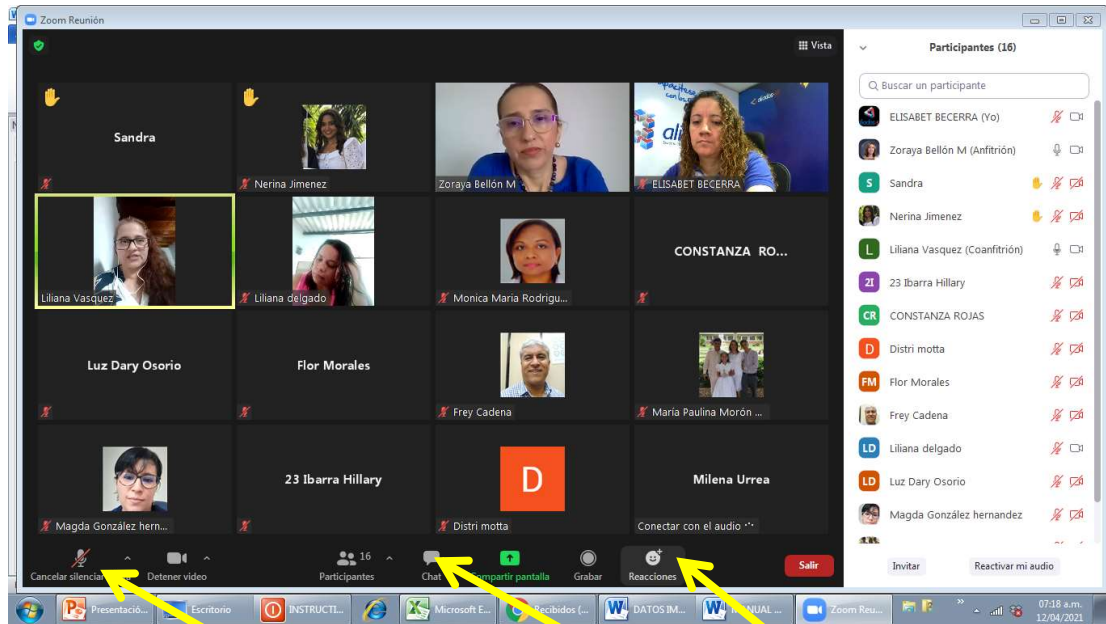 Zoom Reunión
Vista
Sandra
Nerina Jimenez
Zoraya Bellón M
ELISABET BECERRA
Liliana Vasquez
Liliana delgado
Monica Maria Rodrigu...
CONSTANZA RO...
Luz Dary Osorio
Flor Morales
Frey Cadena
María Paulina Morón ...
Magda González hern...
23 Ibarra Hillary
D
Distri motta
Milena Urrea
Conectar con el audio
Cancelar silenciar
Detener video
16
Participantes
Chat
Compartir pantalla
Grabar
Reacciones
Salir
Participantes (16)
Buscar un participante
ELISABET BECERRA (Yo)
Zoraya Bellón M (Anfitrión)
S Sandra
Nerina Jimenez
L Liliana Vasquez (Coanfitrión)
2I 23 Ibarra Hillary
CR CONSTANZA ROJAS
D Distri motta
FM Flor Morales
Frey Cadena
LD Liliana delgado
LD Luz Dary Osorio
Magda González hernandez
Invitar
Reactivar mi audio
Presentació...
Escritorio
INSTRUCTI...
Microsoft E...
Recibidos (...
DATOS IM...
MANUAL ...
Zoom Reu...
07:18 a.m.
12/04/2021